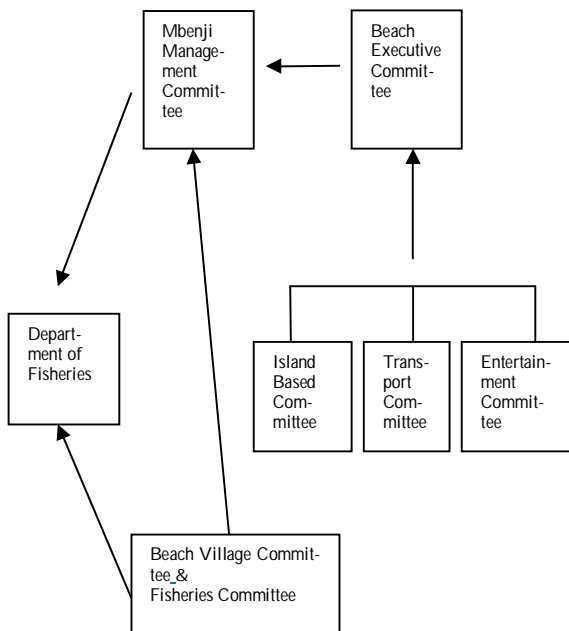 Mbenji
Manage-
ment
Commit-
tee
Beach
Executive
Commit-
tee
Depart-
ment of
Fisheries
Island
Based
Com-
mittee
Trans-
port
Com-
mittee
Entertain-
ment
Commit-
tee
Beach Village Commit-
tee &
Fisheries Committee